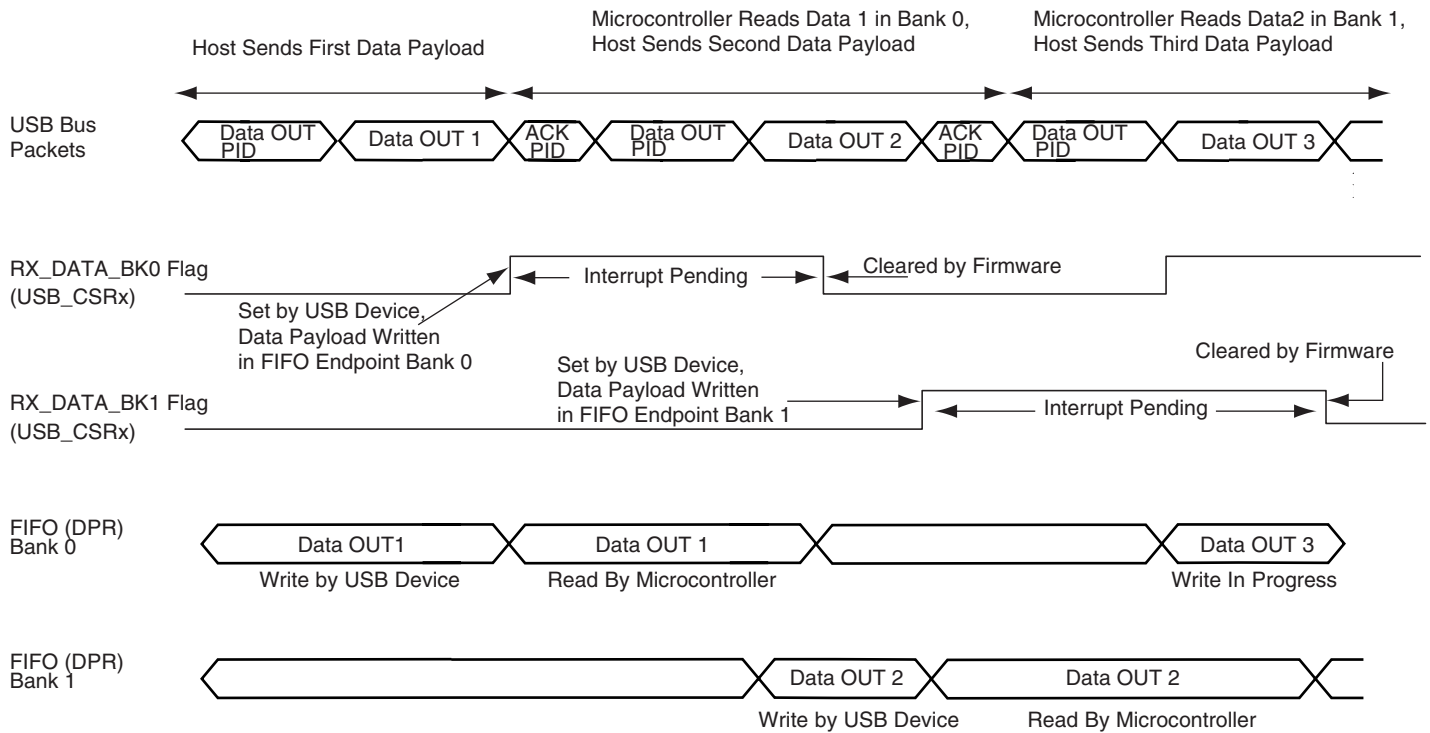 Host Sends First Data Payload
Microcontroller Reads Data 1 in Bank 0,
Host Sends Second Data Payload
Microcontroller Reads Data2 in Bank 1,
Host Sends Third Data Payload
USB Bus
Packets
Data OUT
PID
Data OUT 1
ACK
PID
Data OUT
PID
Data OUT 2
ACK
PID
Data OUT
PID
Data OUT 3
RX_DATA_BK0 Flag
(USB_CSRx)
Interrupt Pending
Cleared by Firmware
Set by USB Device,
Data Payload Written
in FIFO Endpoint Bank 0
Set by USB Device,
Data Payload Written
in FIFO Endpoint Bank 1
Cleared by Firmware
RX_DATA_BK1 Flag
(USB_CSRx)
Interrupt Pending
FIFO (DPR)
Bank 0
Data OUT1
Data OUT 1
Data OUT 3
Write by USB Device
Read By Microcontroller
Write In Progress
FIFO (DPR)
Bank 1
Data OUT 2
Data OUT 2
Write by USB Device
Read By Microcontroller